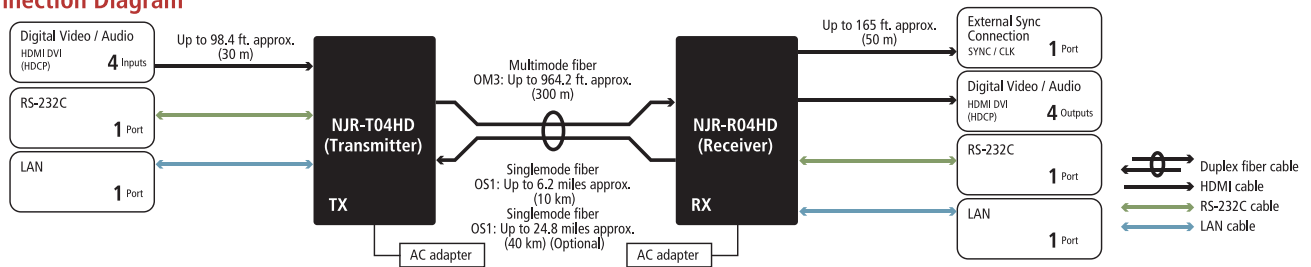 nection Diagram
Digital Video / Audio
HDMI DVI
(HDCP)
4 Inputs
RS-232C
1 Port
LAN
1 Port
Up to 98.4 ft. approx.
(30 m)
NJR-T04HD
(Transmitter)
TX
AC adapter
Multimode fiber
OM3: Up to 964.2 ft. approx.
(300 m)
Singlemode fiber
OS1: Up to 6.2 miles approx.
(10 km)
Singlemode fiber
OS1: Up to 24.8 miles approx.
(40 km) (Optional)
NJR-R04HD
(Receiver)
RX
AC adapter
Up to 165 ft. approx.
(50 m)
External Sync
Connection
SYNC / CLK
1 Port
Digital Video / Audio
HDMI DVI
(HDCP)
4 Outputs
RS-232C
1 Port
LAN
1 Port
Duplex fiber cable
HDMI cable
RS-232C cable
LAN cable